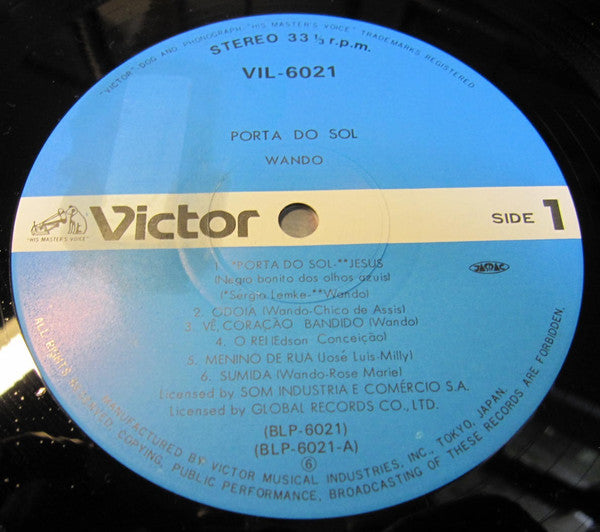 "VICTOR" DOG AND PHONOGRAPH "HIS MASTER'S VOICE" TRADEMARKS REGISTERED
STEREO 33 1/3 r.p.m.
VIL-6021
PORTA DO SOL
WANDO
"HIS MASTER'S VOICE"
Victor
SIDE 1
JASRAC
1. *PORTA DO SOL-**JESUS
(Negro bonito dos olhos azuis)
(*Sergio Lemke-**Wando)
2. ODOIA (Wando-Chico de Assis)
3. VÊ, CORAÇÃO BANDIDO (Wando)
4. O REI(Edson Conceição)
5. MENINO DE RUA (José Luis-Milly)
6. SUMIDA (Wando-Rose Marie)
Licensed by SOM INDUSTRIA E COMÉRCIO S.A.
Licensed by GLOBAL RECORDS CO., LTD.
(BLP-6021)
(BLP-6021-A)
6
MANUFACTURED BY VICTOR MUSICAL INDUSTRIES, INC., TOKYO, JAPAN.
ALL RIGHTS RESERVED. COPYING, PUBLIC PERFORMANCE, BROADCASTING OF THESE RECORDS ARE FORBIDDEN.